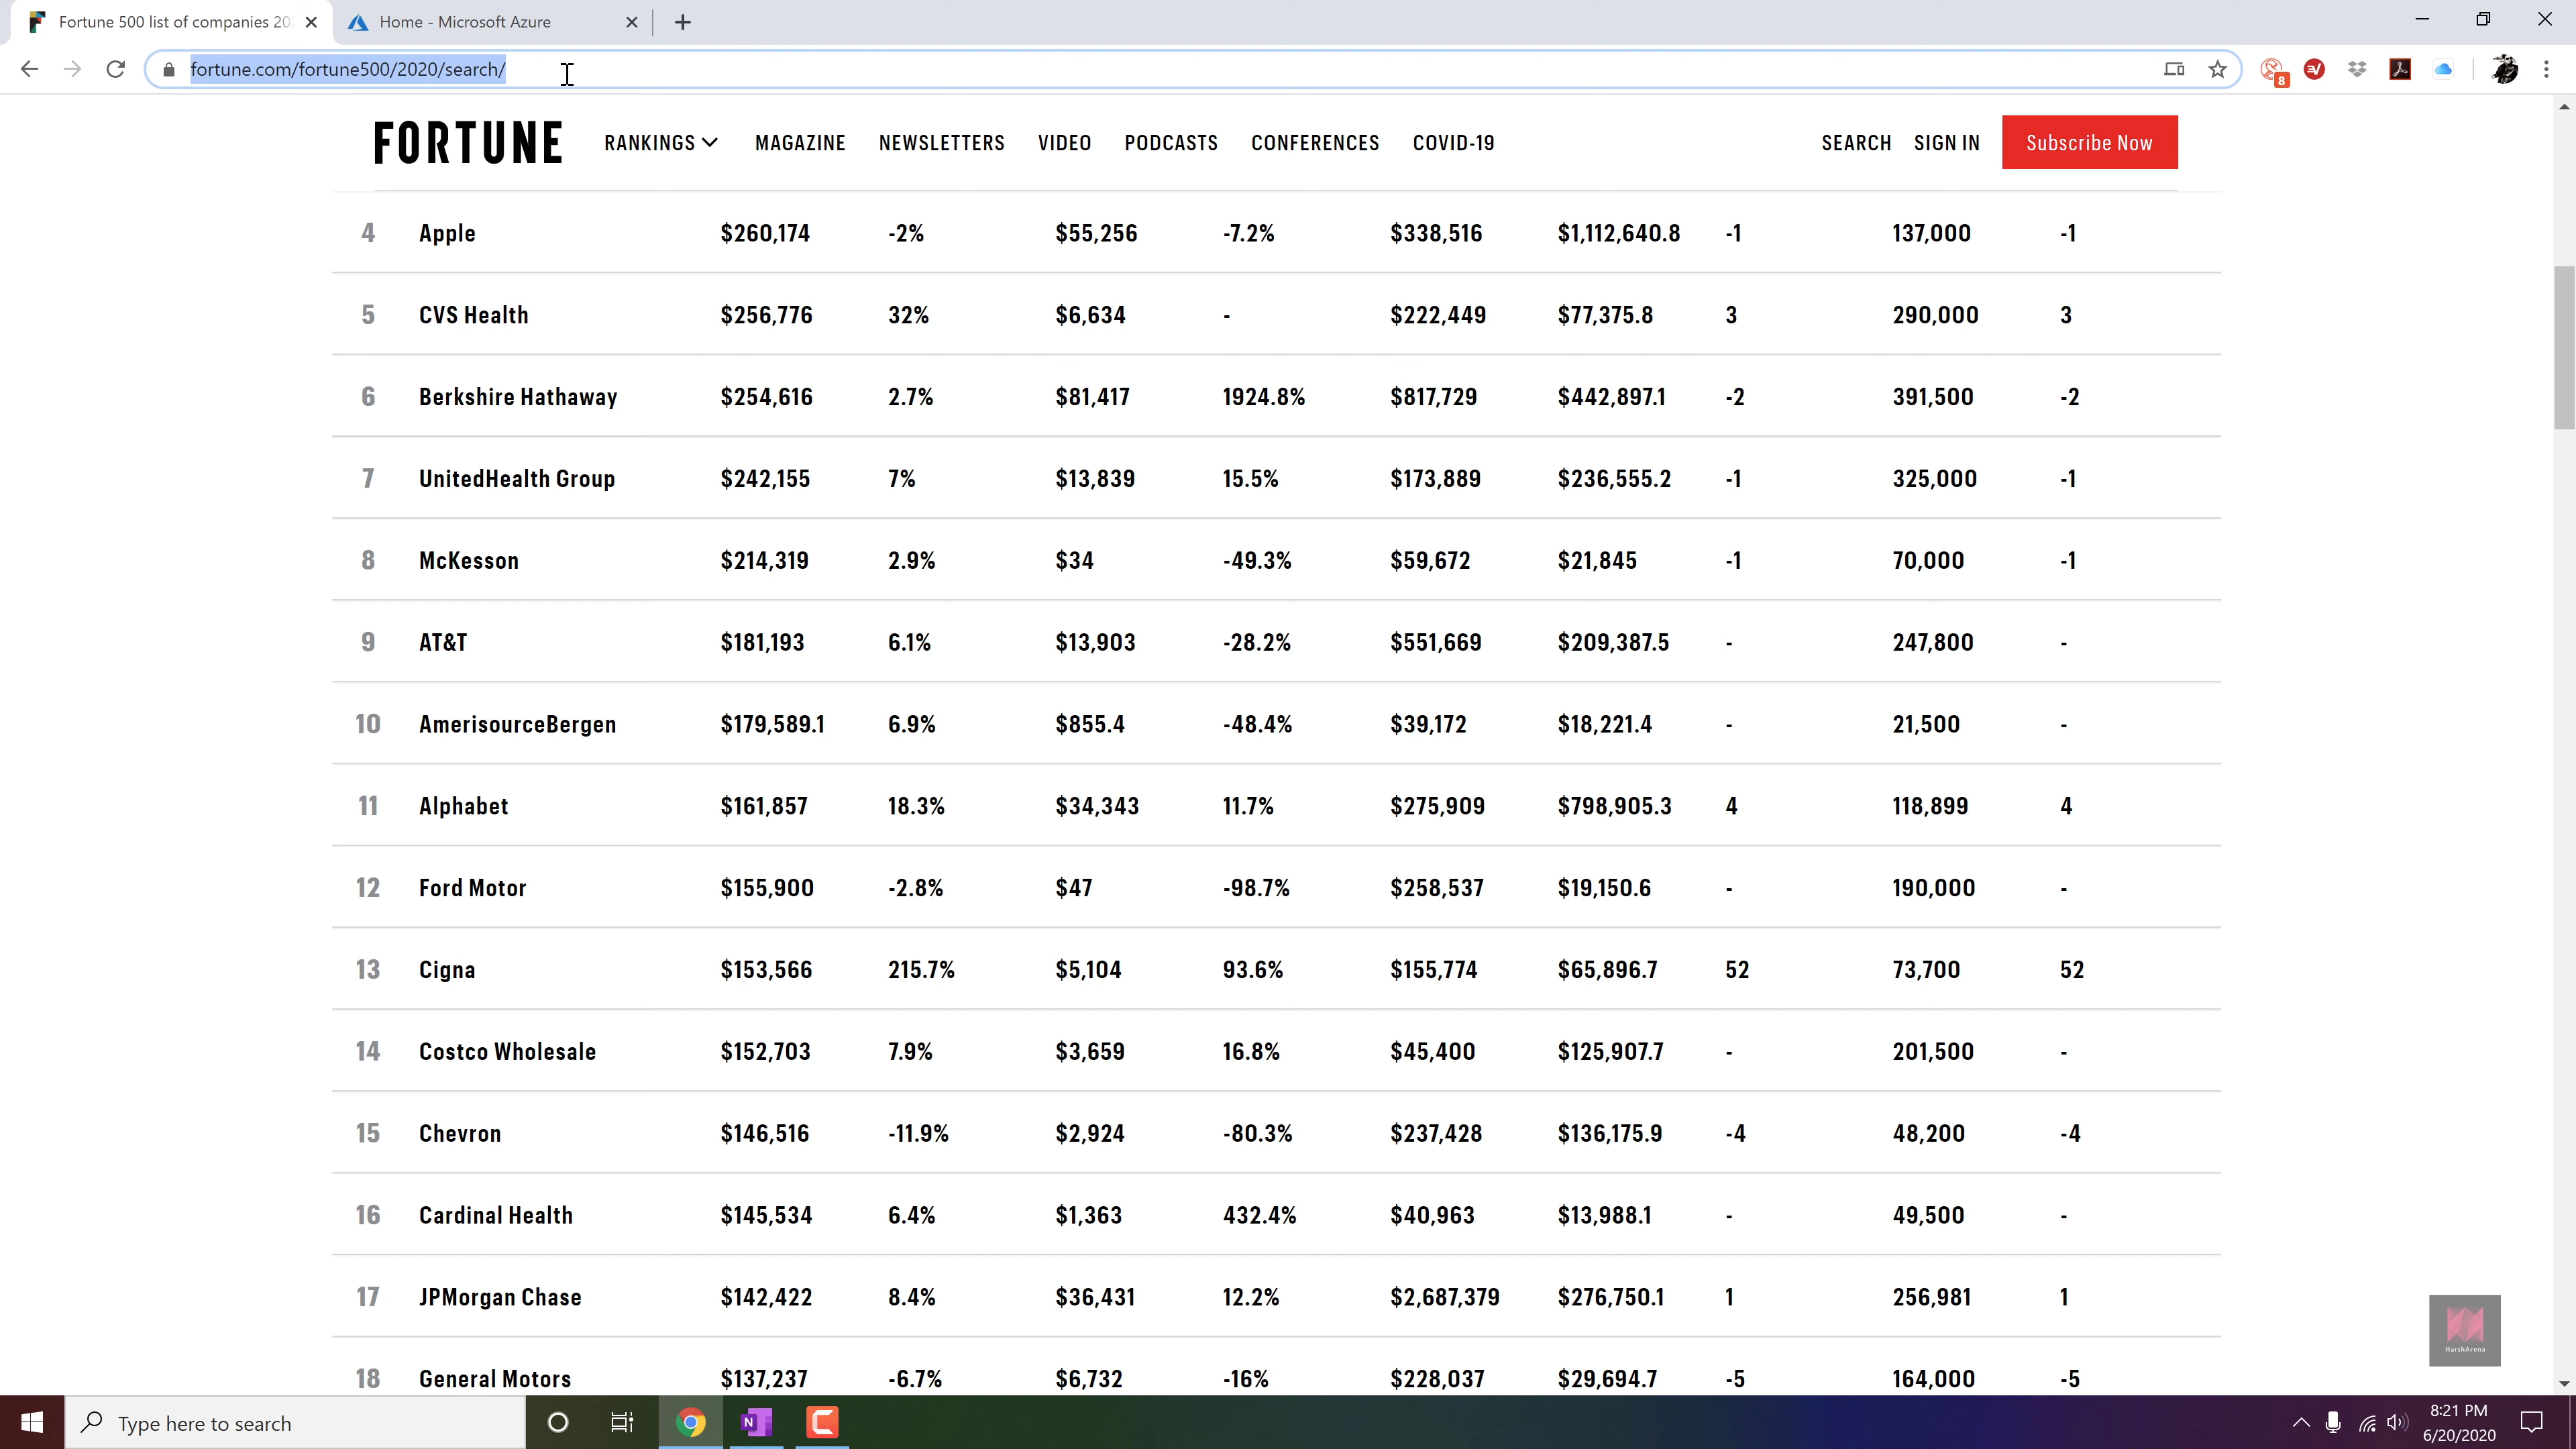 Fortune 500 list of companies 20
Home - Microsoft Azure
fortune.com/fortune500/2020/search/
8
FORTUNE RANKINGS MAGAZINE NEWSLETTERS VIDEO PODCASTS CONFERENCES COVID-19 SEARCH SIGN IN Subscribe Now
4 Apple $260,174 -2% $55,256 -7.2% $338,516 $1,112,640.8 -1 137,000 -1
5 CVS Health $256,776 32% $6,634 - $222,449 $77,375.8 3 290,000 3
6 Berkshire Hathaway $254,616 2.7% $81,417 1924.8% $817,729 $442,897.1 -2 391,500 -2
7 UnitedHealth Group $242,155 7% $13,839 15.5% $173,889 $236,555.2 -1 325,000 -1
8 McKesson $214,319 2.9% $34 -49.3% $59,672 $21,845 -1 70,000 -1
9 AT&T $181,193 6.1% $13,903 -28.2% $551,669 $209,387.5 - 247,800 -
10 AmerisourceBergen $179,589.1 6.9% $855.4 -48.4% $39,172 $18,221.4 - 21,500 -
11 Alphabet $161,857 18.3% $34,343 11.7% $275,909 $798,905.3 4 118,899 4
12 Ford Motor $155,900 -2.8% $47 -98.7% $258,537 $19,150.6 - 190,000 -
13 Cigna $153,566 215.7% $5,104 93.6% $155,774 $65,896.7 52 73,700 52
14 Costco Wholesale $152,703 7.9% $3,659 16.8% $45,400 $125,907.7 - 201,500 -
15 Chevron $146,516 -11.9% $2,924 -80.3% $237,428 $136,175.9 -4 48,200 -4
16 Cardinal Health $145,534 6.4% $1,363 432.4% $40,963 $13,988.1 - 49,500 -
17 JPMorgan Chase $142,422 8.4% $36,431 12.2% $2,687,379 $276,750.1 1 256,981 1
18 General Motors $137,237 -6.7% $6,732 -16% $228,037 $29,694.7 -5 164,000 -5
HarshArena
Type here to search
8:21 PM
6/20/2020